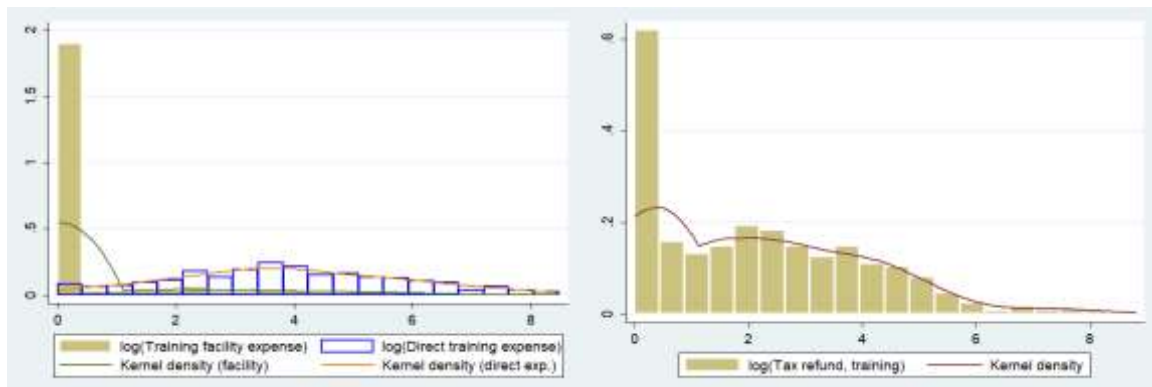 2
1.5
1
.5
0
0 2 4 6 8
log(Training facility expense) log(Direct training expense)
Kernel density (facility) Kernel density (direct exp.)
.6
.4
.2
0
0 2 4 6 8
log(Tax refund, training) Kernel density